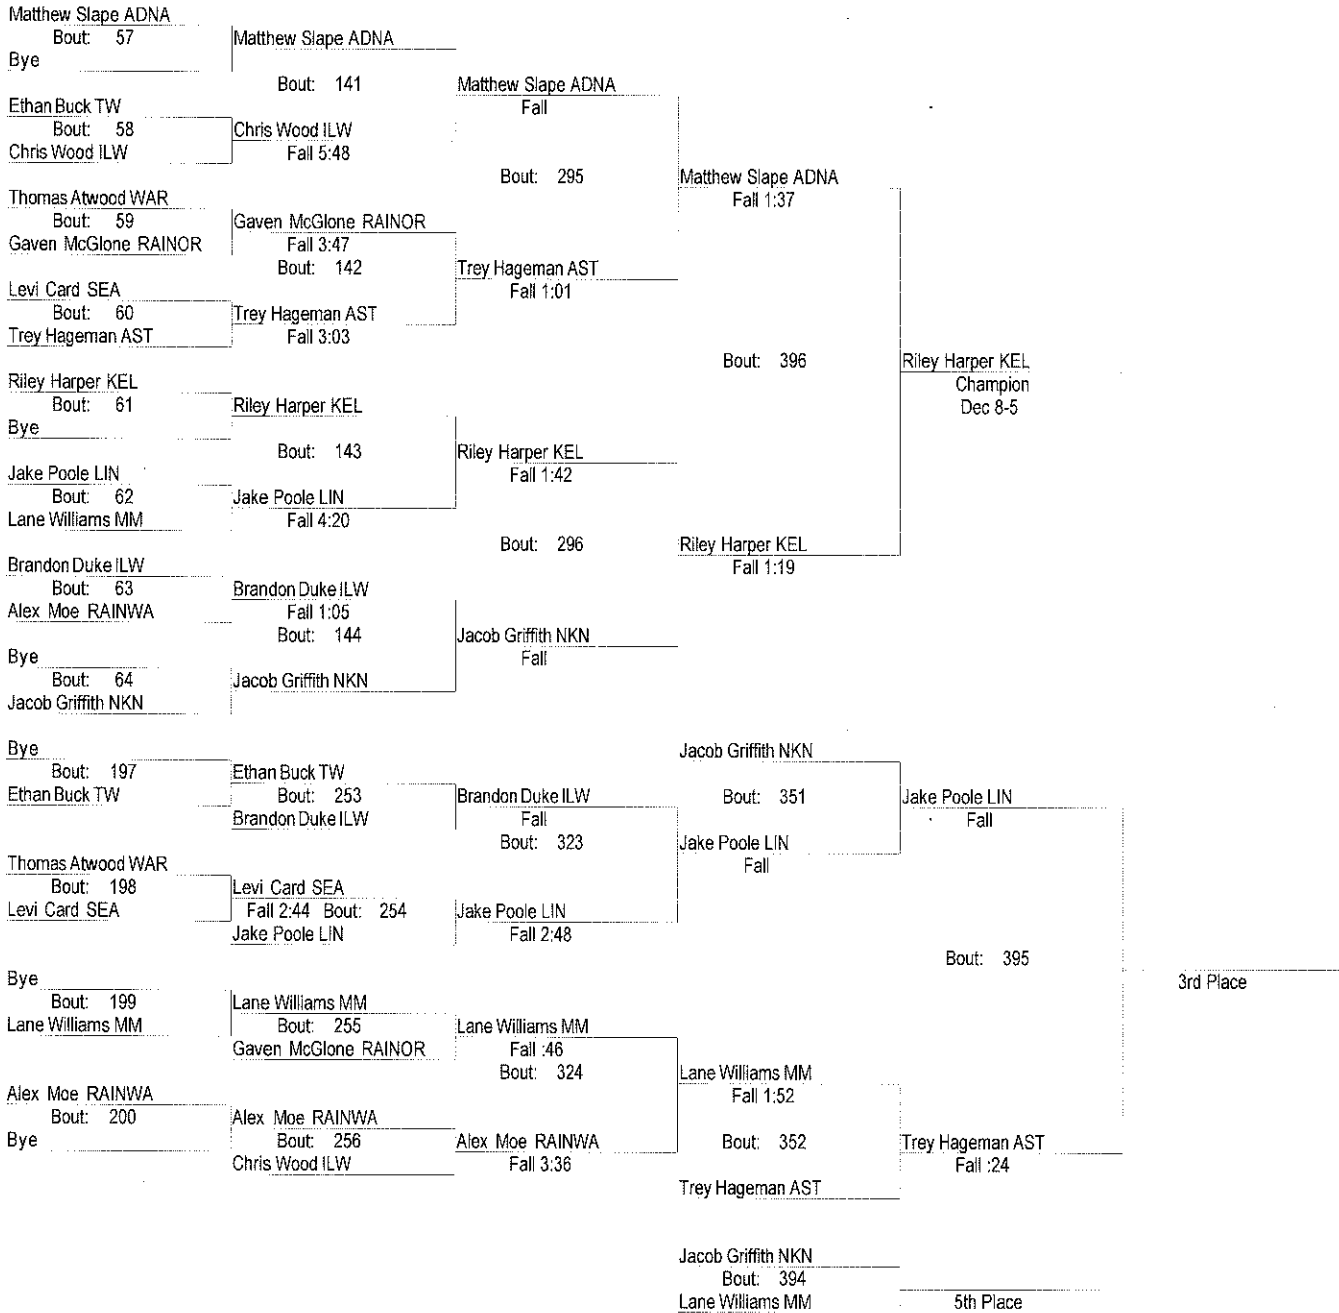 Matthew Slape ADNA
Bout: 57
Bye
Matthew Slape ADNA
Bout: 141
Ethan Buck TW
Bout: 58
Chris Wood ILW
Chris Wood ILW
Fall 5:48
Matthew Slape ADNA
Fall
Bout: 295
Thomas Atwood WAR
Bout: 59
Gaven McGlone RAINOR
Gaven McGlone RAINOR
Fall 3:47
Bout: 142
Levi Card SEA
Bout: 60
Trey Hageman AST
Trey Hageman AST
Fall 3:03
Trey Hageman AST
Fall 1:01
Matthew Slape ADNA
Fall 1:37
Bout: 396
Riley Harper KEL
Champion
Dec 8-5
Riley Harper KEL
Bout: 61
Bye
Riley Harper KEL
Bout: 143
Jake Poole LIN
Bout: 62
Lane Williams MM
Jake Poole LIN
Fall 4:20
Riley Harper KEL
Fall 1:42
Bout: 296
Riley Harper KEL
Fall 1:19
Brandon Duke ILW
Bout: 63
Alex Moe RAINWA
Brandon Duke ILW
Fall 1:05
Bout: 144
Bye
Bout: 64
Jacob Griffith NKN
Jacob Griffith NKN
Jacob Griffith NKN
Fall
Bye
Bout: 197
Ethan Buck TW
Ethan Buck TW
Bout: 253
Brandon Duke ILW
Brandon Duke ILW
Fall
Bout: 323
Thomas Atwood WAR
Bout: 198
Levi Card SEA
Levi Card SEA
Fall 2:44 Bout: 254
Jake Poole LIN
Jake Poole LIN
Fall 2:48
Jacob Griffith NKN
Bout: 351
Jake Poole LIN
Fall
Jake Poole LIN
Fall
Bout: 395
3rd Place
Bye
Bout: 199
Lane Williams MM
Lane Williams MM
Bout: 255
Gaven McGlone RAINOR
Lane Williams MM
Fall :46
Bout: 324
Alex Moe RAINWA
Bout: 200
Bye
Alex Moe RAINWA
Bout: 256
Chris Wood ILW
Alex Moe RAINWA
Fall 3:36
Lane Williams MM
Fall 1:52
Bout: 352
Trey Hageman AST
Trey Hageman AST
Fall :24
Jacob Griffith NKN
Bout: 394
Lane Williams MM
5th Place